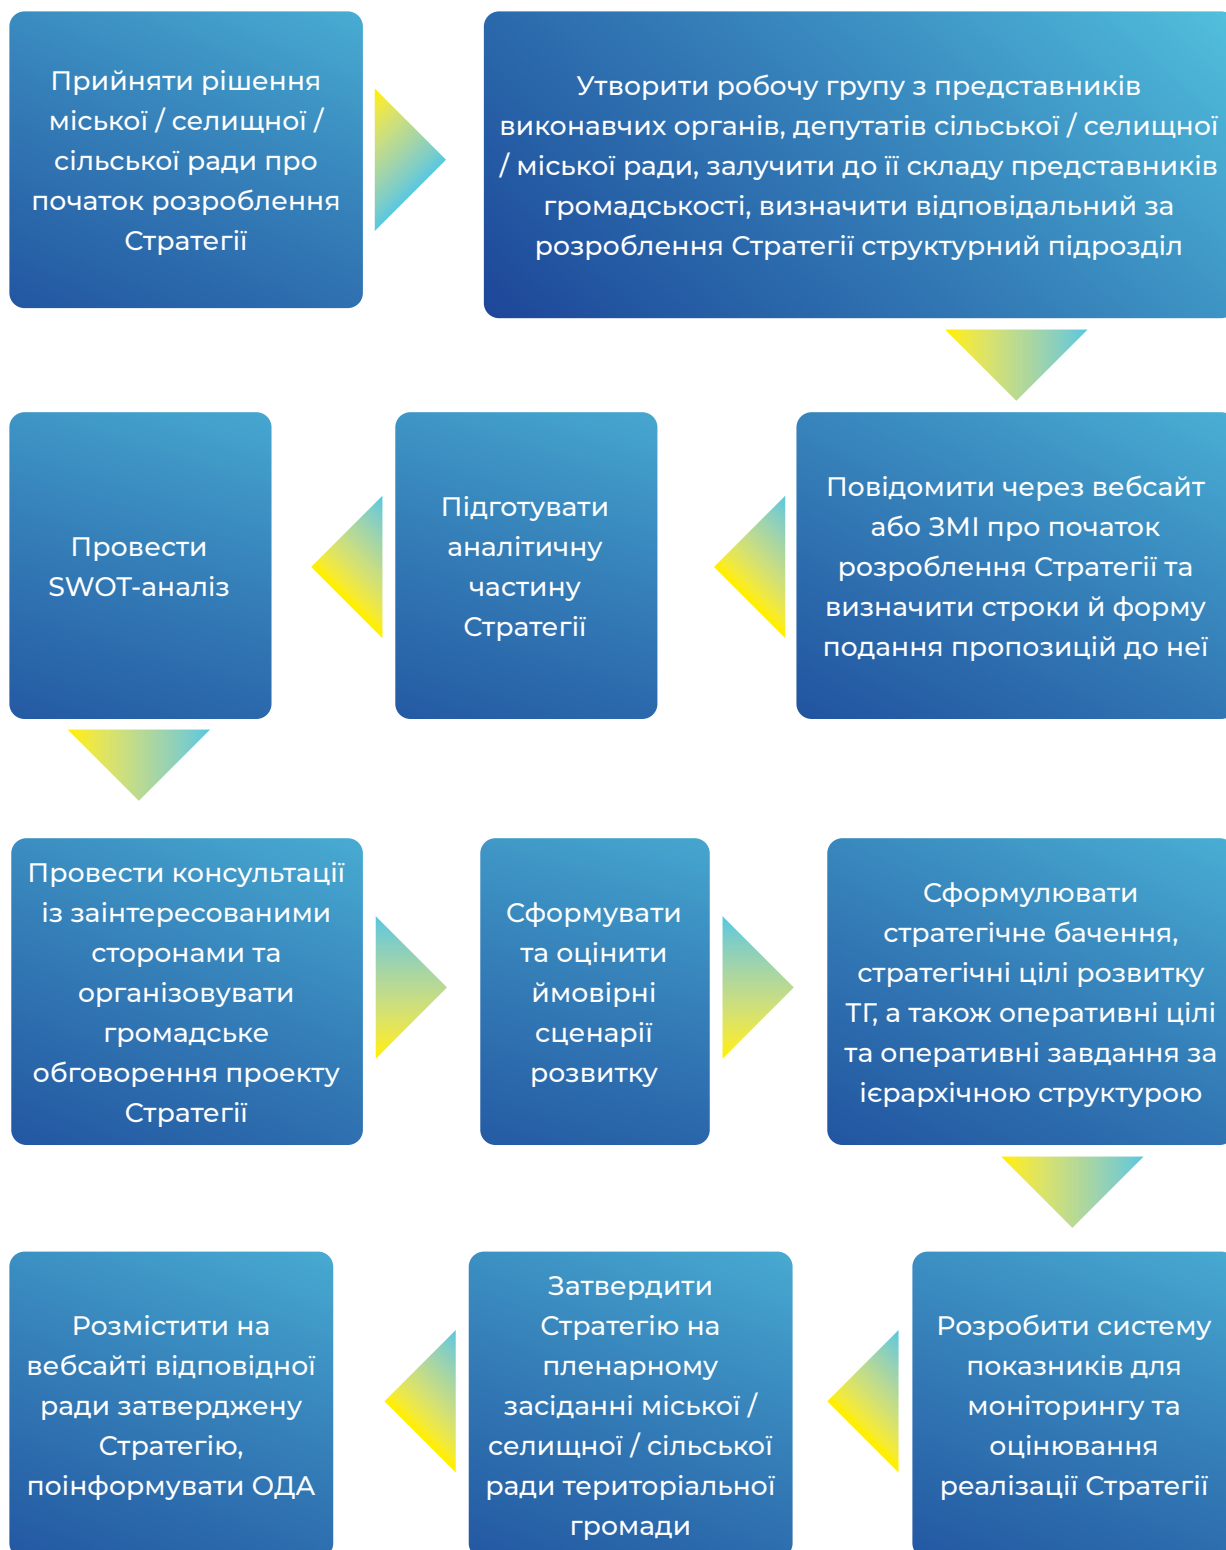 Прийняти рішення
міської / селищної /
сільської ради про
початок розроблення
Стратегії
Утворити робочу групу з представників
виконавчих органів, депутатів сільської / селищної
/ міської ради, залучити до її складу представників
громадськості, визначити відповідальний за
розроблення Стратегії структурний підрозділ
Повідомити через вебсайт
або ЗМІ про початок
розроблення Стратегії та
визначити строки й форму
подання пропозицій до неї
Підготувати
аналітичну
частину
Стратегії
Провести
SWOT-аналіз
Провести консультації
із заінтересованими
сторонами та
організовувати
громадське
обговорення проекту
Стратегії
Сформувати
та оцінити
ймовірні
сценарії
розвитку
Сформулювати
стратегічне бачення,
стратегічні цілі розвитку
ТГ, а також оперативні цілі
та оперативні завдання за
ієрархічною структурою
Розробити систему
показників для
моніторингу та
оцінювання
реалізації Стратегії
Затвердити
Стратегію на
пленарному
засіданні міської /
селищної / сільської
ради територіальної
громади
Розмістити на
вебсайті відповідної
ради затверджену
Стратегію,
поінформувати ОДА